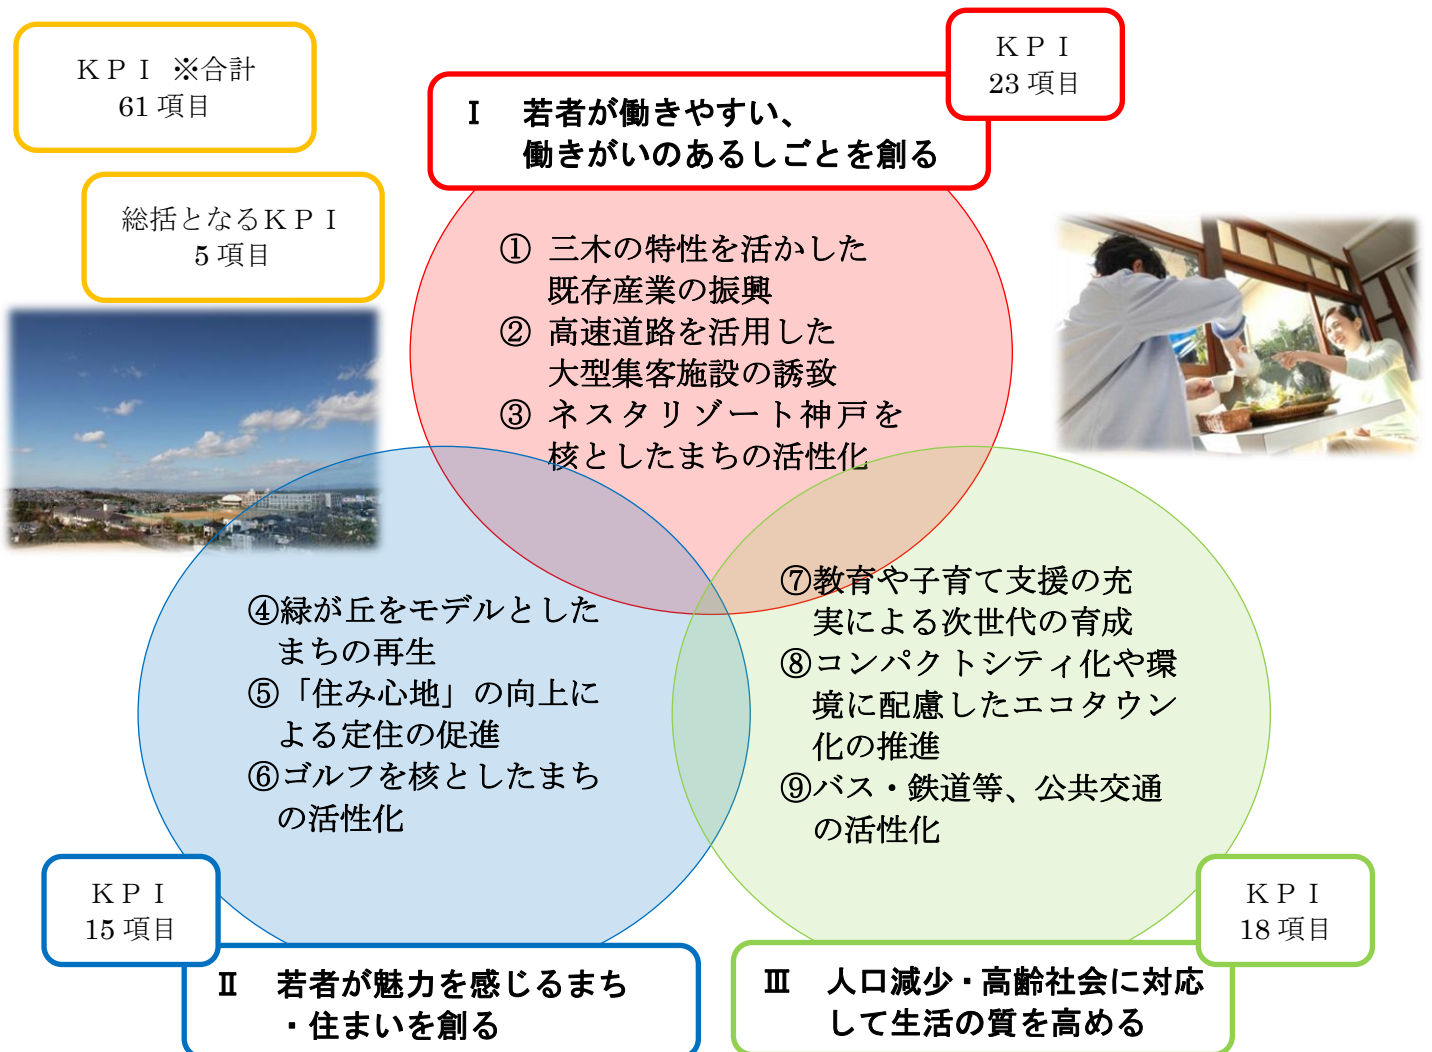 ＫＰＩ ※合計
61 項目
総括となるＫＰＩ
5 項目
ＫＰＩ
23 項目
Ⅰ 若者が働きやすい、
働きがいのあるしごとを創る
① 三木の特性を活かした
既存産業の振興
② 高速道路を活用した
大型集客施設の誘致
③ ネスタリゾート神戸を
核としたまちの活性化
④緑が丘をモデルとした
まちの再生
⑤「住み心地」の向上に
よる定住の促進
⑥ゴルフを核としたまち
の活性化
ＫＰＩ
15 項目
Ⅱ 若者が魅力を感じるまち
・住まいを創る
⑦教育や子育て支援の充
実による次世代の育成
⑧コンパクトシティ化や環
境に配慮したエコタウン
化の推進
⑨バス・鉄道等、公共交通
の活性化
ＫＰＩ
18 項目
Ⅲ 人口減少・高齢社会に対応
して生活の質を高める